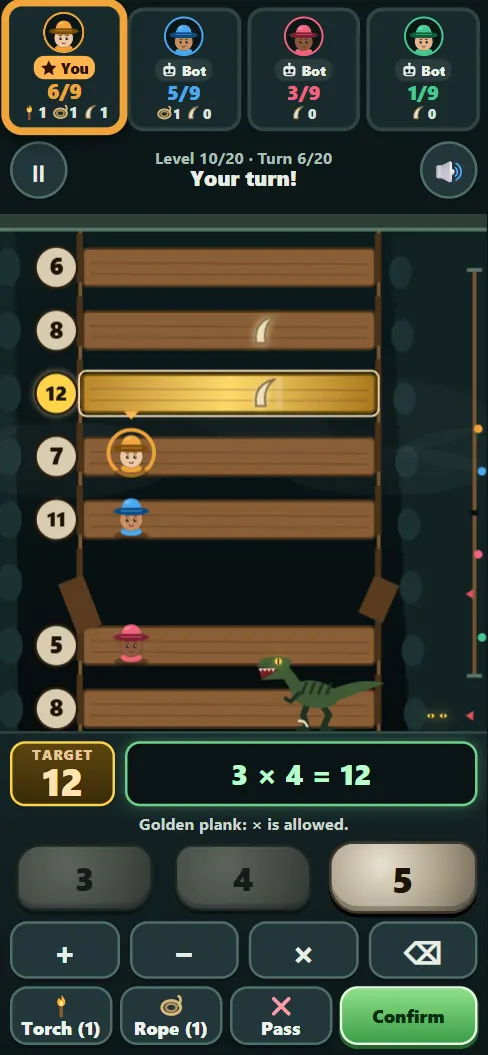 You
Bot
Bot
Bot
6/9
5/9
3/9
1/9
1 1 1
1 0
0
0
Level 10/20 · Turn 6/20
Your turn!
6
8
12
7
11
5
8
TARGET
12
3 × 4 = 12
Golden plank: × is allowed.
3
4
5
+
−
×
⌫
Torch (1)
Rope (1)
Pass
Confirm